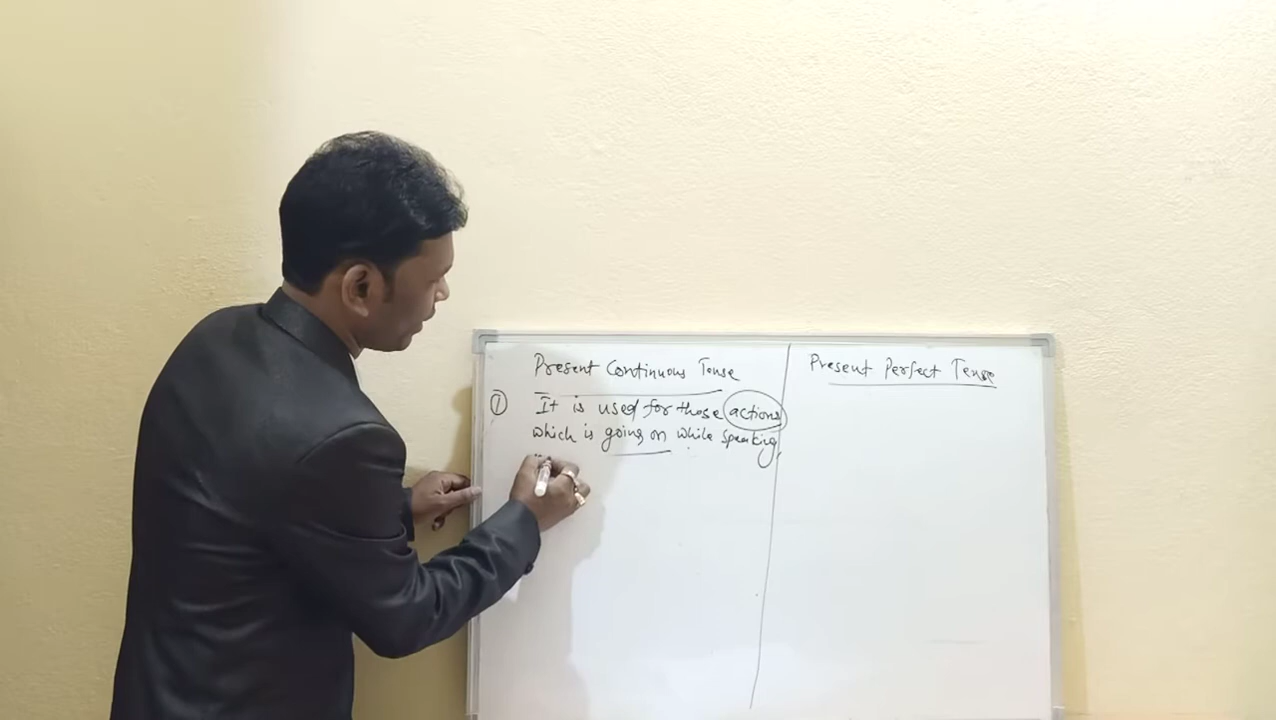 Present Continuous Tense
Present Perfect Tense
① It is used for those actions
which is going on while speaking,